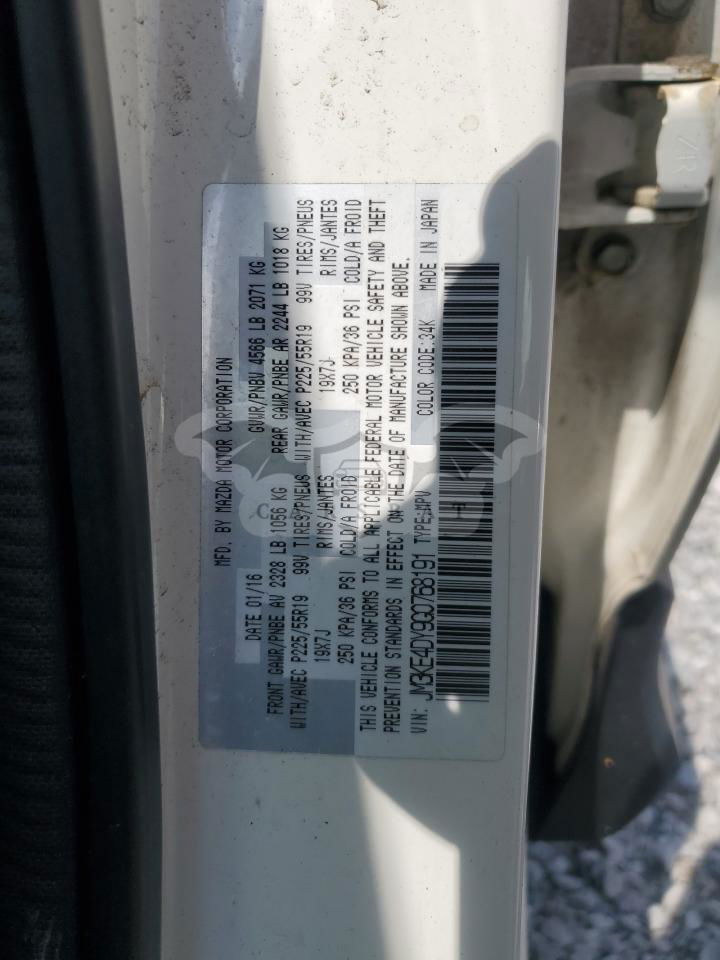 MFD. BY MAZDA MOTOR CORPORATION
DATE 01/16 GVWR/PNBV 4566 LB 2071 KG
FRONT GAWR/PNBE AV 2328 LB 1056 KG REAR GAWR/PNBE AR 2244 LB 1018 KG
WITH/AVEC P225/55R19 99V TIRES/PNEUS WITH/AVEC P225/55R19 99V TIRES/PNEUS
19X7J RIMS/JANTES 19X7J RIMS/JANTES
250 KPA/36 PSI COLD/A FROID 250 KPA/36 PSI COLD/A FROID
THIS VEHICLE CONFORMS TO ALL APPLICABLE FEDERAL MOTOR VEHICLE SAFETY AND THEFT
PREVENTION STANDARDS IN EFFECT ON THE DATE OF MANUFACTURE SHOWN ABOVE.
VIN: JM3KE4DY9G0768191 TYPE:MPV COLOR CODE:34K MADE IN JAPAN